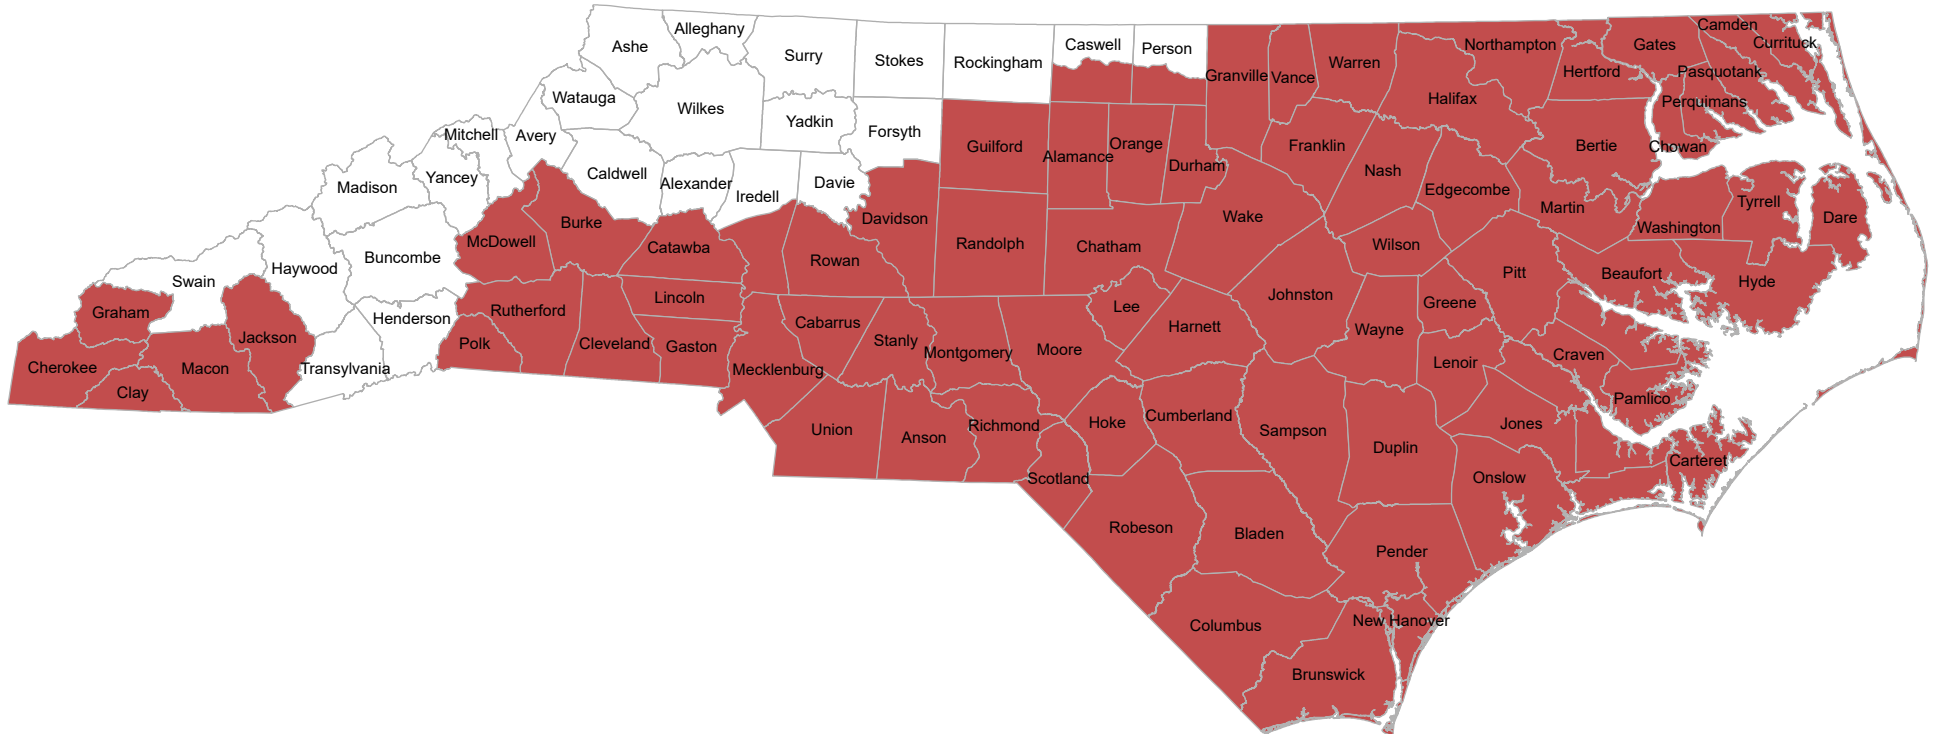 Alleghany
Ashe
Surry
Stokes
Rockingham
Caswell
Person
Granville
Vance
Warren
Northampton
Gates
Camden
Currituck
Hertford
Pasquotank
Halifax
Perquimans
Watauga
Wilkes
Yadkin
Forsyth
Guilford
Alamance
Orange
Durham
Franklin
Nash
Edgecombe
Bertie
Chowan
Mitchell
Avery
Madison
Yancey
Caldwell
Alexander
Iredell
Davie
Davidson
Randolph
Chatham
Wake
Wilson
Martin
Washington
Tyrrell
Dare
McDowell
Burke
Catawba
Rowan
Buncombe
Haywood
Swain
Pitt
Beaufort
Hyde
Graham
Jackson
Henderson
Rutherford
Lincoln
Cabarrus
Stanly
Montgomery
Moore
Lee
Harnett
Johnston
Wayne
Greene
Lenoir
Craven
Cherokee
Clay
Macon
Transylvania
Polk
Cleveland
Gaston
Mecklenburg
Union
Anson
Richmond
Hoke
Cumberland
Sampson
Duplin
Jones
Pamlico
Scotland
Onslow
Carteret
Robeson
Bladen
Pender
Columbus
New Hanover
Brunswick